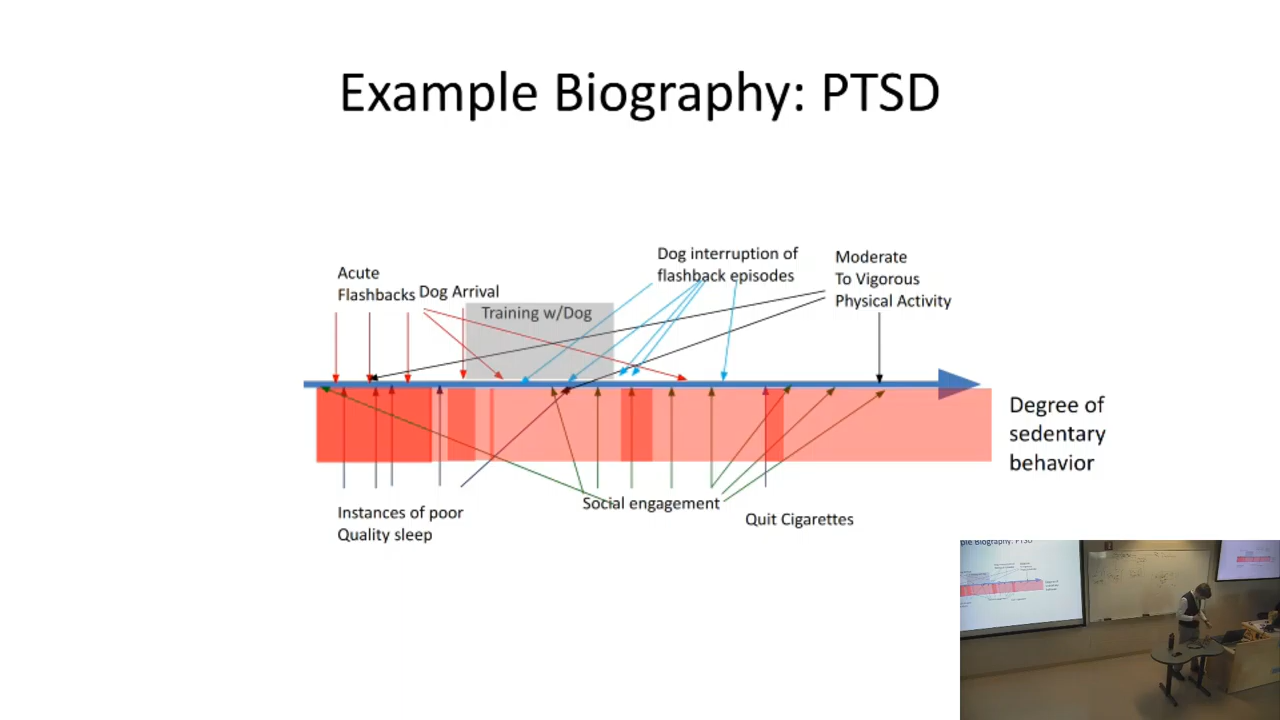 Example Biography: PTSD
Acute
Flashbacks
Dog Arrival
Training w/Dog
Dog interruption of
flashback episodes
Moderate
To Vigorous
Physical Activity
Degree of
sedentary
behavior
Instances of poor
Quality sleep
Social engagement
Quit Cigarettes